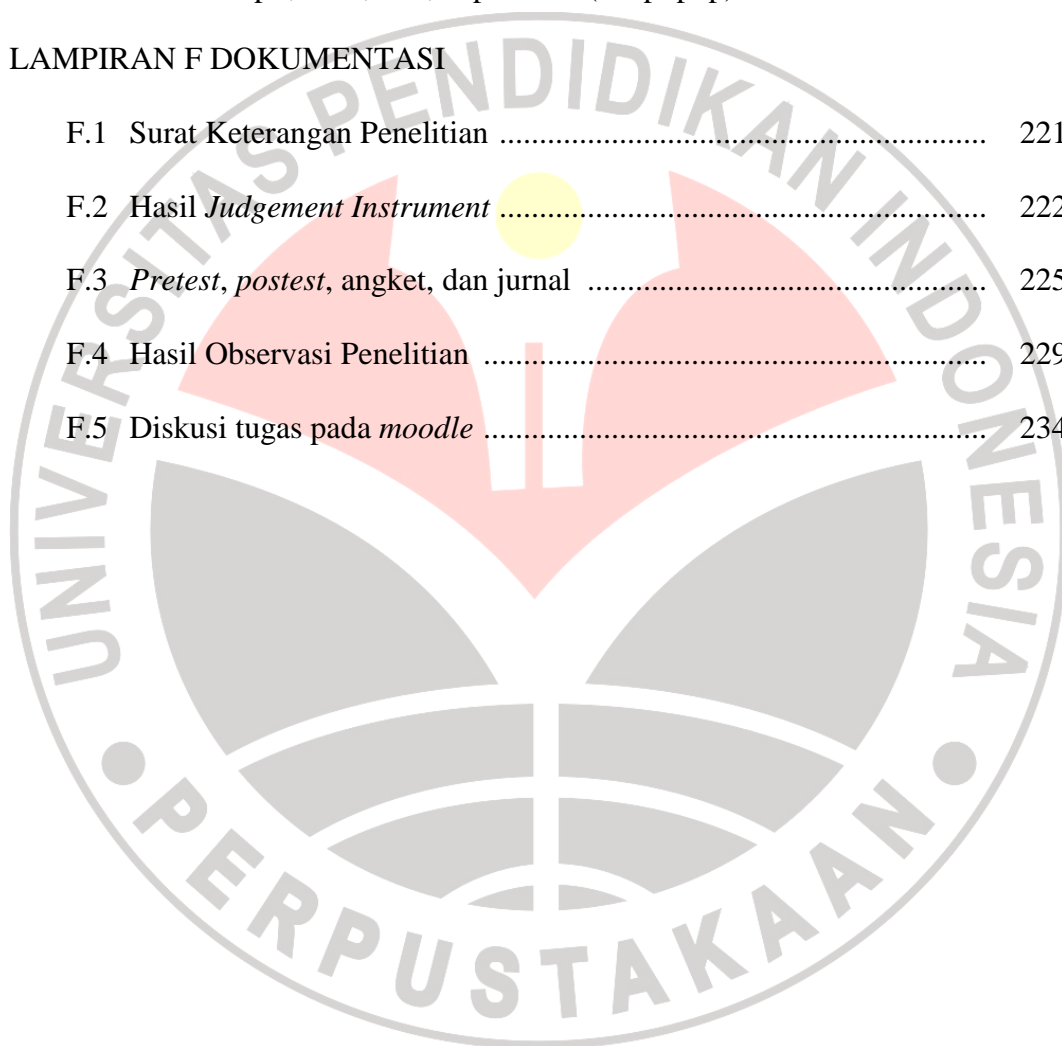 LAMPIRAN F DOKUMENTASI
F.1 Surat Keterangan Penelitian ............................................................. 221
F.2 Hasil Judgement Instrument ............................................................. 222
F.3 Pretest, postest, angket, dan jurnal .................................................. 225
F.4 Hasil Observasi Penelitian ............................................................... 229
F.5 Diskusi tugas pada moodle ............................................................... 234
UNIVERSITAS PENDIDIKAN INDONESIA
PERPUSTAKAAN